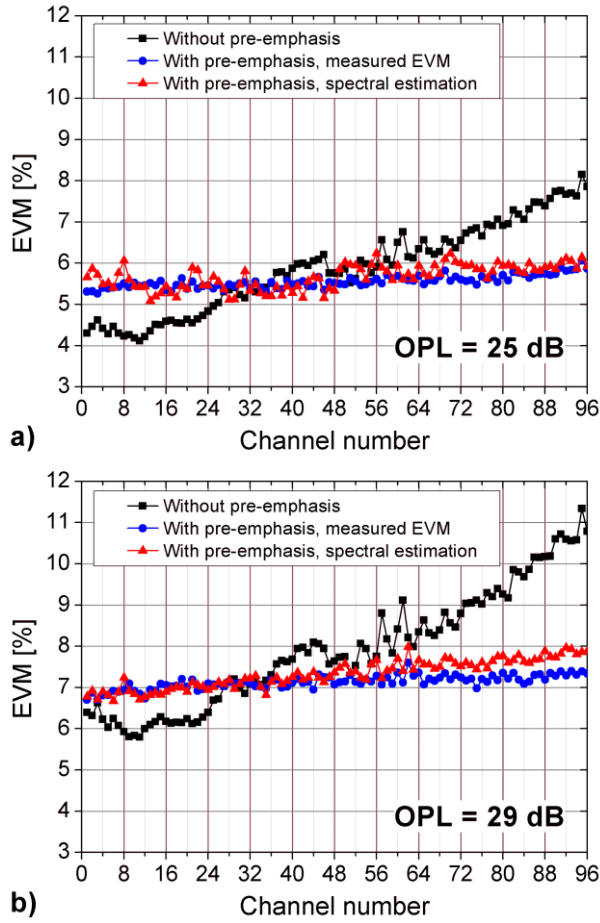 12
11
10
9
8
7
6
5
4
3
EVM [%]
Without pre-emphasis
With pre-emphasis, measured EVM
With pre-emphasis, spectral estimation
OPL = 25 dB
0 8 16 24 32 40 48 56 64 72 80 88 96
Channel number
a)
12
11
10
9
8
7
6
5
4
3
EVM [%]
Without pre-emphasis
With pre-emphasis, measured EVM
With pre-emphasis, spectral estimation
OPL = 29 dB
0 8 16 24 32 40 48 56 64 72 80 88 96
Channel number
b)